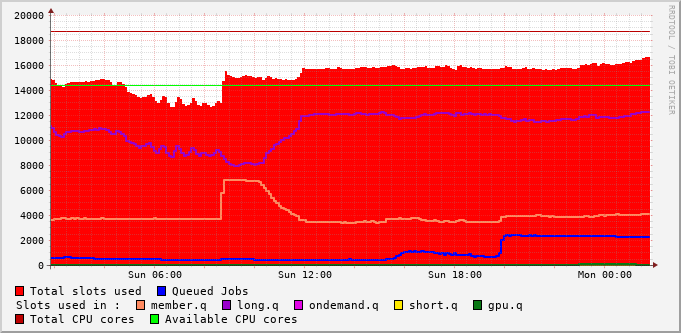 20000
18000
16000
14000
12000
10000
8000
6000
4000
2000
0
Sun 06:00 Sun 12:00 Sun 18:00 Mon 00:00
RRDTOOL / TOBI OETIKER
Total slots used Queued Jobs
Slots used in : member.q long.q ondemand.q short.q gpu.q
Total CPU cores Available CPU cores